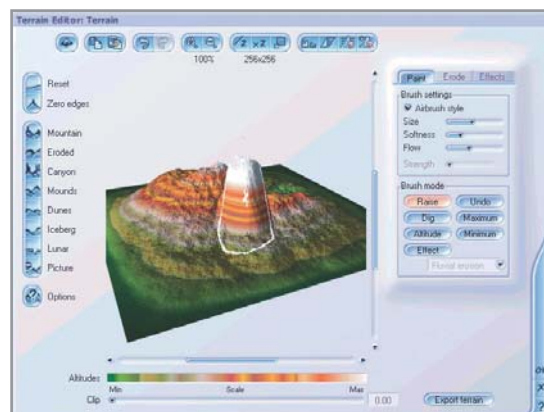 Terrain Editor: Terrain
100% 256x256
Reset
Zero edges
Mountain
Eroded
Canyon
Mounds
Dunes
Iceberg
Lunar
Picture
Options
Paint Erode Effects
Brush settings
Airbrush style
Size
Softness
Flow
Strength
Brush mode
Raise Undo
Dig Maximum
Altitude Minimum
Effect
Fluvial erosion
Altitudes
Min Scale Max
Clip 0.00 Export terrain